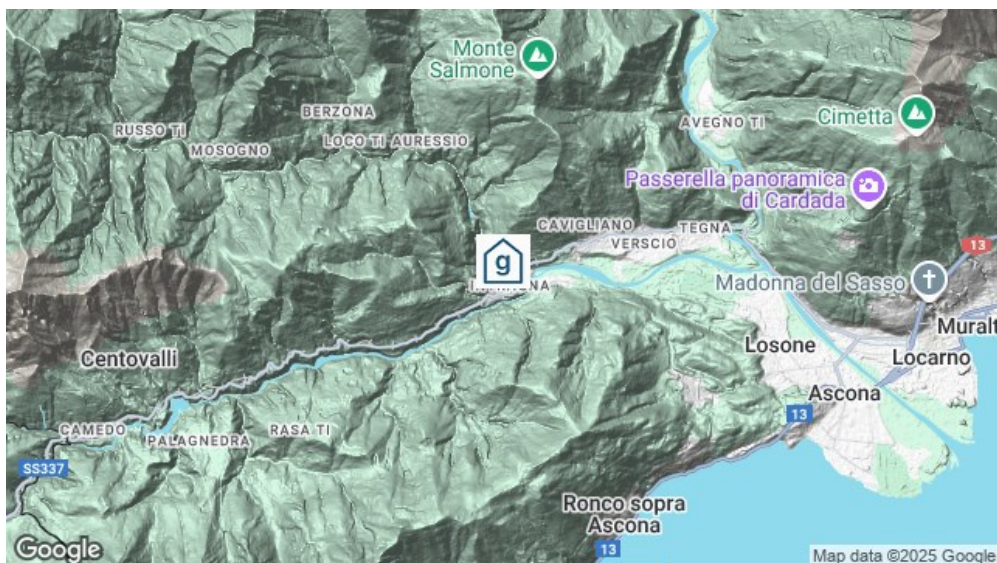 Monte
Salmone
BERZONA
RUSSO TI
MOSOGNO
LOCO TI AURESSIO
AVEGNO TI
Cimetta
Passerella panoramica
di Cardada
CAVIGLIANO
TEGNA
VERSCIO
13
g
Madonna del Sasso
Muralt
Centovalli
Losone
Locarno
Ascona
13
CAMEDO
PALAGNEDRA
RASA TI
SS337
Ronco sopra
Ascona
13
Google
Map data ©2025 Google